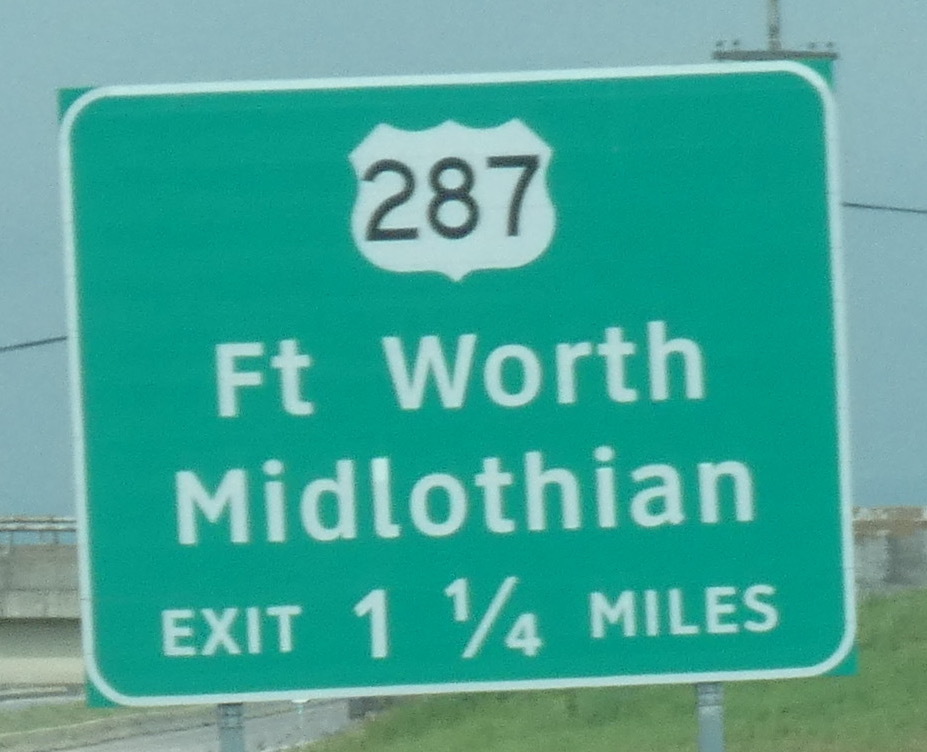 287
Ft Worth
Midlothian
EXIT 1 1/4 MILES